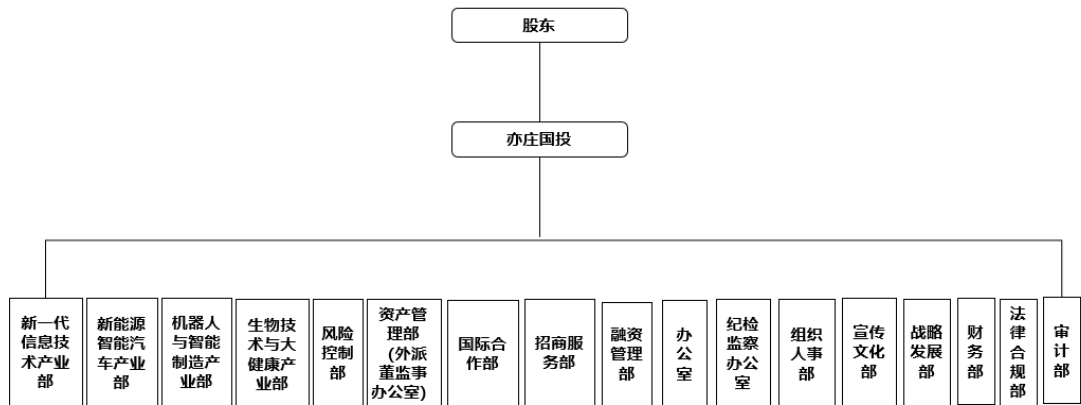 股东
亦庄国投
新一代
信息技
术产业
部
新能源
智能汽
车产业
部
机器人
与智能
制造产
业部
生物技
术与大
健康产
业部
风险
控制
部
资产管
理部
(外派
董监事
办公室)
国际合
作部
招商服
务部
融资
管理
部
办
公
室
纪检
监察
办公
室
组织
人事
部
宣传
文化
部
战略
发展
部
财
务
部
法
律
合
规
部
审
计
部